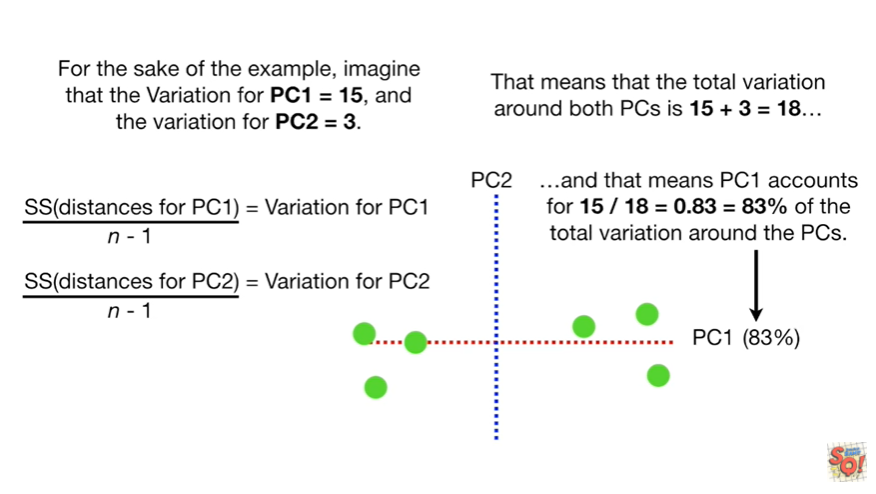 For the sake of the example, imagine
that the Variation for PC1 = 15, and
the variation for PC2 = 3.
That means that the total variation
around both PCs is 15 + 3 = 18…
SS(distances for PC1) = Variation for PC1
n - 1
SS(distances for PC2) = Variation for PC2
n - 1
PC2
…and that means PC1 accounts
for 15 / 18 = 0.83 = 83% of the
total variation around the PCs.
PC1 (83%)
SQ!